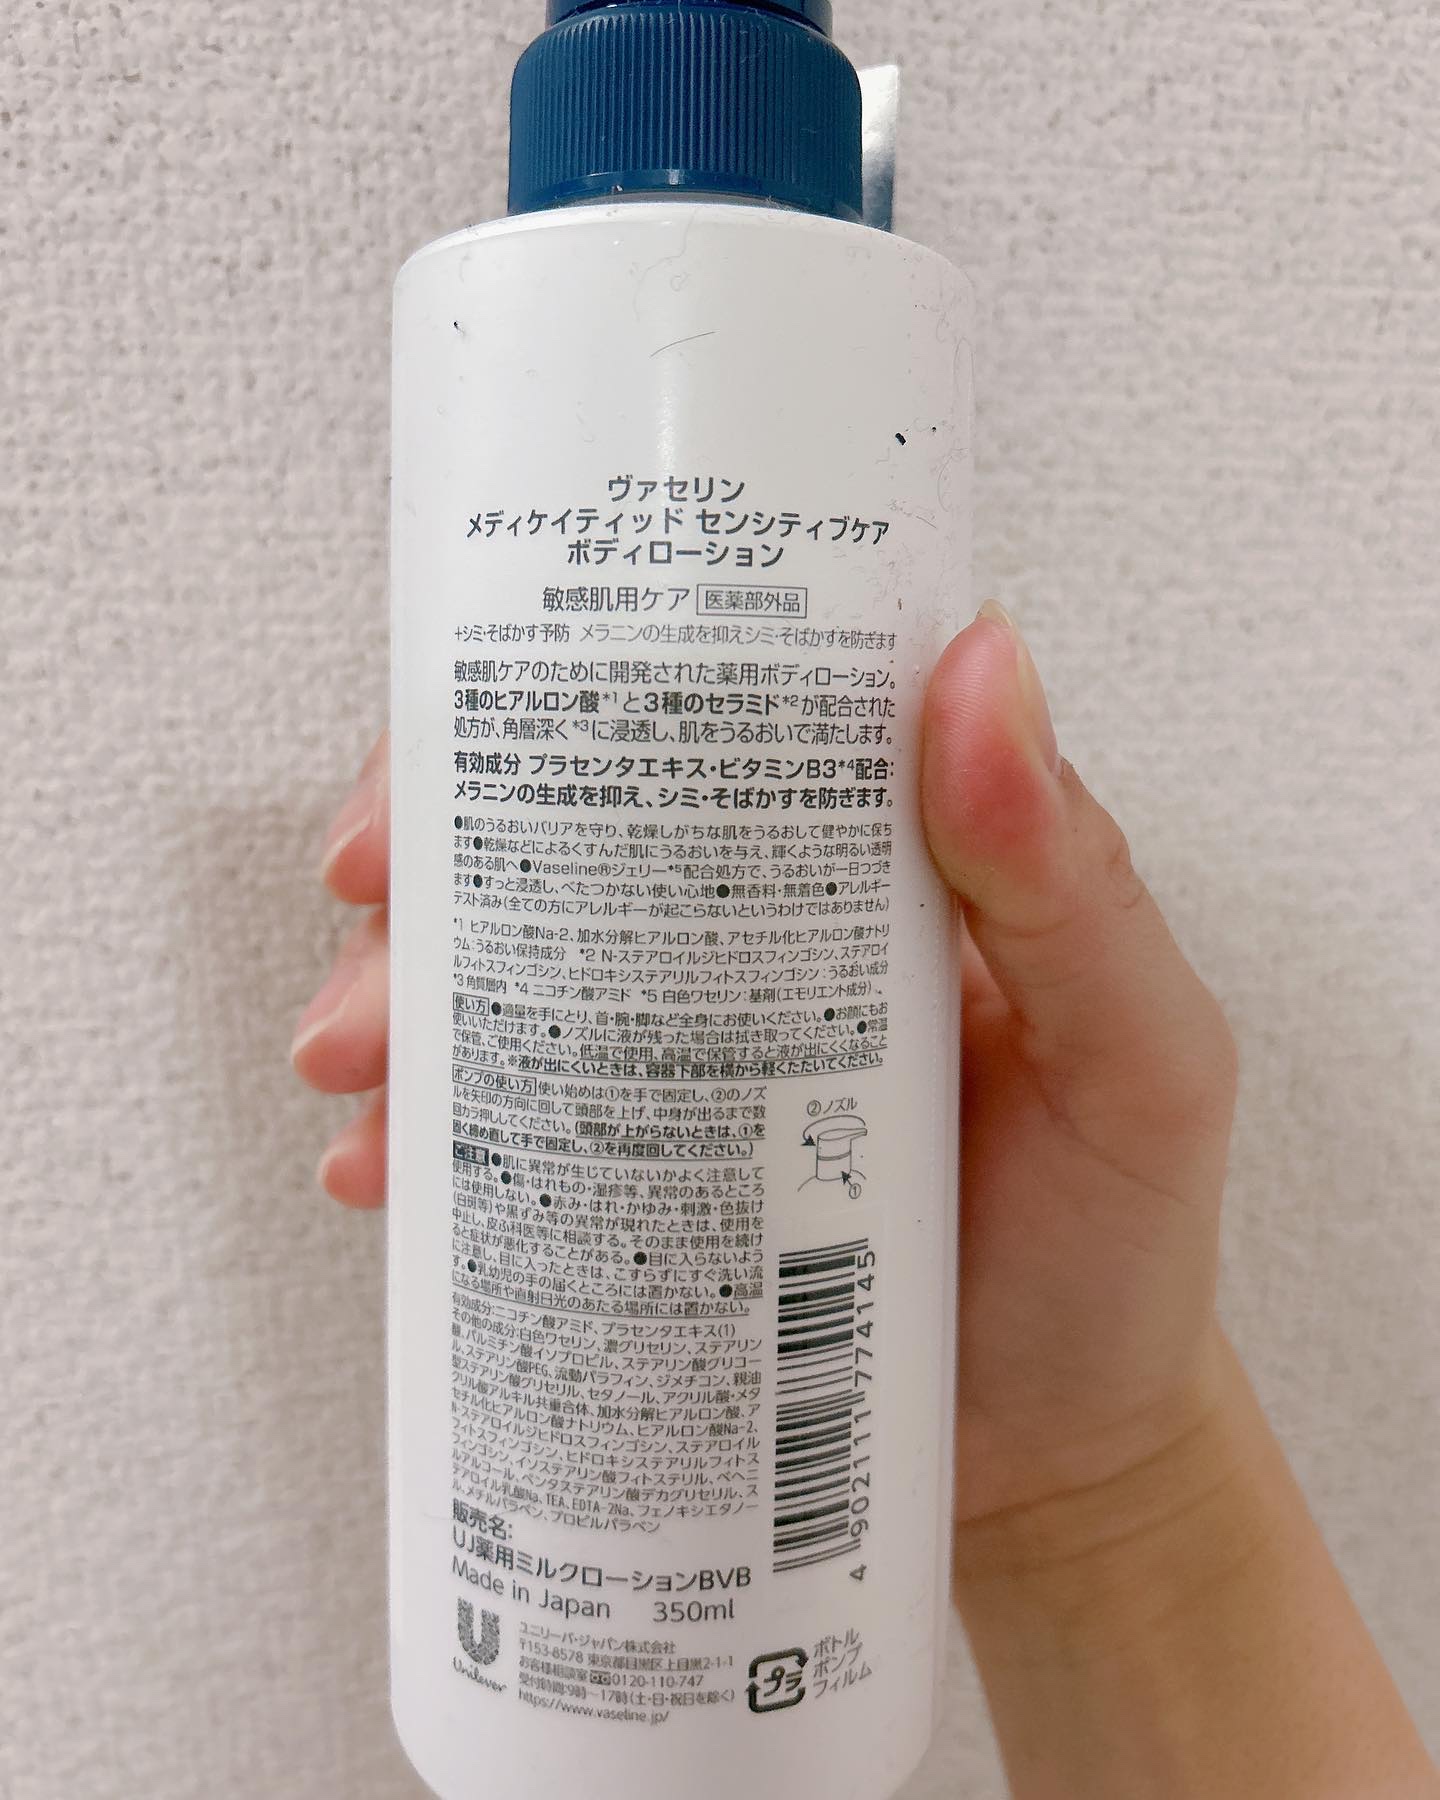 ヴァセリン
メディケイティッド センシティブケア
ボディローション
敏感肌用ケア 医薬部外品
+シミ・そばかす予防 メラニンの生成を抑えシミ・そばかすを防ぎます
敏感肌ケアのために開発された薬用ボディローション。
3種のヒアルロン酸*1と3種のセラミド*2が配合された
処方が、角層深く*3に浸透し、肌をうるおいで満たします。
有効成分 プラセンタエキス・ビタミンB3*4配合:
メラニンの生成を抑え、シミ・そばかすを防ぎます。
●肌のうるおいバリアを守り、乾燥しがちな肌をうるおして健やかに保ち
ます●乾燥などによるくすんだ肌にうるおいを与え、輝くような明るい透明
感のある肌へ●Vaseline®ジェリー*5配合処方で、うるおいが一日つづき
ます●すっと浸透し、べたつかない使い心地●無香料・無着色●アレルギー
テスト済み(全ての方にアレルギーが起こらないというわけではありません)
*1 ヒアルロン酸Na-2、加水分解ヒアルロン酸、アセチル化ヒアルロン酸ナトリ
ウム:うるおい保持成分 *2 N-ステアロイルジヒドロスフィンゴシン、ステアロイ
ルフィトスフィンゴシン、ヒドロキシステアリルフィトスフィンゴシン:うるおい成分
*3 角質層内 *4 ニコチン酸アミド *5 白色ワセリン:基剤(エモリエント成分)
使い方 ●適量を手にとり、首・腕・脚など全身にお使いください。●お顔にもお
使いいただけます。●ノズルに液が残った場合は拭き取ってください。●常温
で保管、ご使用ください。低温で使用、高温で保管すると液が出にくくなること
があります。※液が出にくいときは、容器下部を横から軽くたたいてください。
ポンプの使い方 使い始めは①を手で固定し、②のノズ
ルを矢印の方向に回して頭部を上げ、中身が出るまで数
回カラ押ししてください。(頭部が上がらないときは、①を
固く締め直して手で固定し、②を再度回してください。)
②ノズル
①
ご注意 ●肌に異常が生じていないかよく注意して
使用する。●傷・はれもの・湿疹等、異常のあるところ
には使用しない。●赤み・はれ・かゆみ・刺激・色抜け
(白斑等)や黒ずみ等の異常が現れたときは、使用を
中止し、皮ふ科医等に相談する。そのまま使用を続け
ると症状が悪化することがある。●目に入らないよう
に注意し、目に入ったときは、こすらずにすぐ洗い流
す。●乳幼児の手の届くところには置かない。●高温
になる場所や直射日光のあたる場所には置かない。
有効成分:ニコチン酸アミド、プラセンタエキス(1)
その他の成分:白色ワセリン、濃グリセリン、ステアリン
酸、パルミチン酸イソプロピル、ステアリン酸グリコー
ル、ステアリン酸PEG、流動パラフィン、ジメチコン、親油
型ステアリン酸グリセリル、セタノール、アクリル酸・メタ
クリル酸アルキル共重合体、加水分解ヒアルロン酸、ア
セチル化ヒアルロン酸ナトリウム、ヒアルロン酸Na-2、
N-ステアロイルジヒドロスフィンゴシン、ステアロイル
フィトスフィンゴシン、ヒドロキシステアリルフィトス
フィンゴシン、イソステアリン酸フィトステリル、ベヘニ
ルアルコール、ペンタステアリン酸デカグリセリル、ス
テアロイル乳酸Na、TEA、EDTA-2Na、フェノキシエタノー
ル、メチルパラベン、プロピルパラベン
4902111774145
販売名:
UJ薬用ミルクローションBVB
Made in Japan 350ml
Unilever
ユニリーバ・ジャパン株式会社
〒153-8578 東京都目黒区上目黒2-1-1
お客様相談室 0120-110-747
受付時間:9時~17時(土・日・祝日を除く)
https://www.vaseline.jp/
プラ
ボトル
ポンプ
フィルム